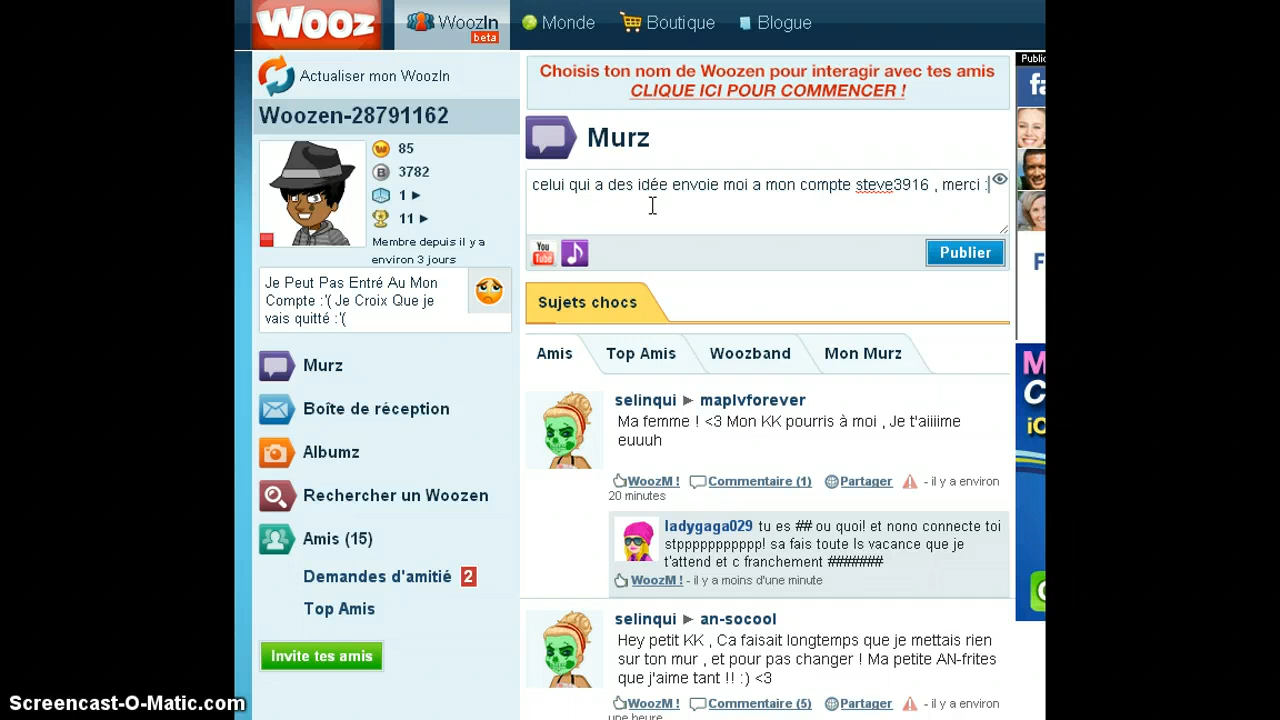 Wooz
WoozIn
beta
Monde
Boutique
Blogue
Actualiser mon WoozIn
Woozen-28791162
W 85
B 3782
1
11
Membre depuis il y a
environ 3 jours
Je Peut Pas Entré Au Mon
Compte :'( Je Croix Que je
vais quitté :'(
Murz
Boîte de réception
Albumz
Rechercher un Woozen
Amis (15)
Demandes d'amitié 2
Top Amis
Invite tes amis
Choisis ton nom de Woozen pour interagir avec tes amis
CLIQUE ICI POUR COMMENCER !
Murz
celui qui a des idée envoie moi a mon compte steve3916 , merci :
You
Tube
Publier
Sujets chocs
Amis
Top Amis
Woozband
Mon Murz
selinqui ► maplvforever
Ma femme ! <3 Mon KK pourris à moi , Je t'aiiiime
euuuh
WoozM ! Commentaire (1) Partager - il y a environ
20 minutes
ladygaga029 tu es ## ou quoi! et nono connecte toi
stppppppppppp! sa fais toute ls vacance que je
t'attend et c franchement #######
WoozM ! - il y a moins d'une minute
selinqui ► an-socool
Hey petit KK , Ca faisait longtemps que je mettais rien
sur ton mur , et pour pas changer ! Ma petite AN-frites
que j'aime tant !! :) <3
WoozM ! Commentaire (5) Partager - il y a environ
une heure
Public
fa
F
M
C
iO
Screencast-O-Matic.com